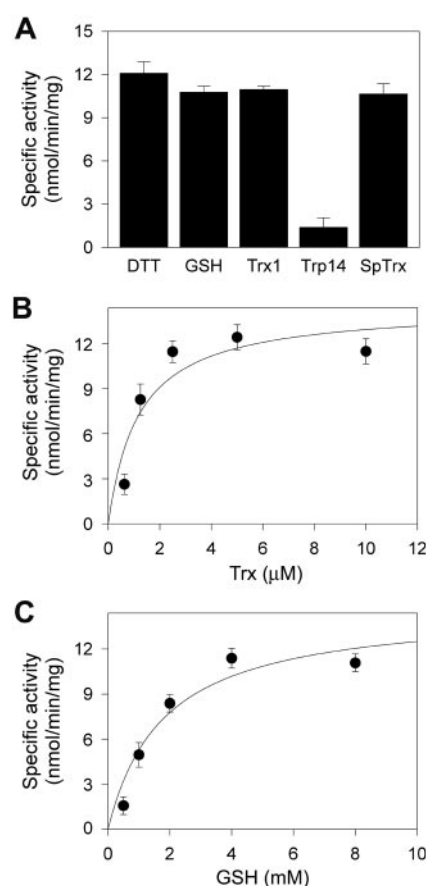 A
Specific activity
(nmol/min/mg)
15
12
9
6
3
0
DTT GSH Trx1 Trp14 SpTrx
B
Specific activity
(nmol/min/mg)
12
9
6
3
0
0 2 4 6 8 10 12
Trx (μM)
C
Specific activity
(nmol/min/mg)
12
9
6
3
0
0 2 4 6 8 10
GSH (mM)